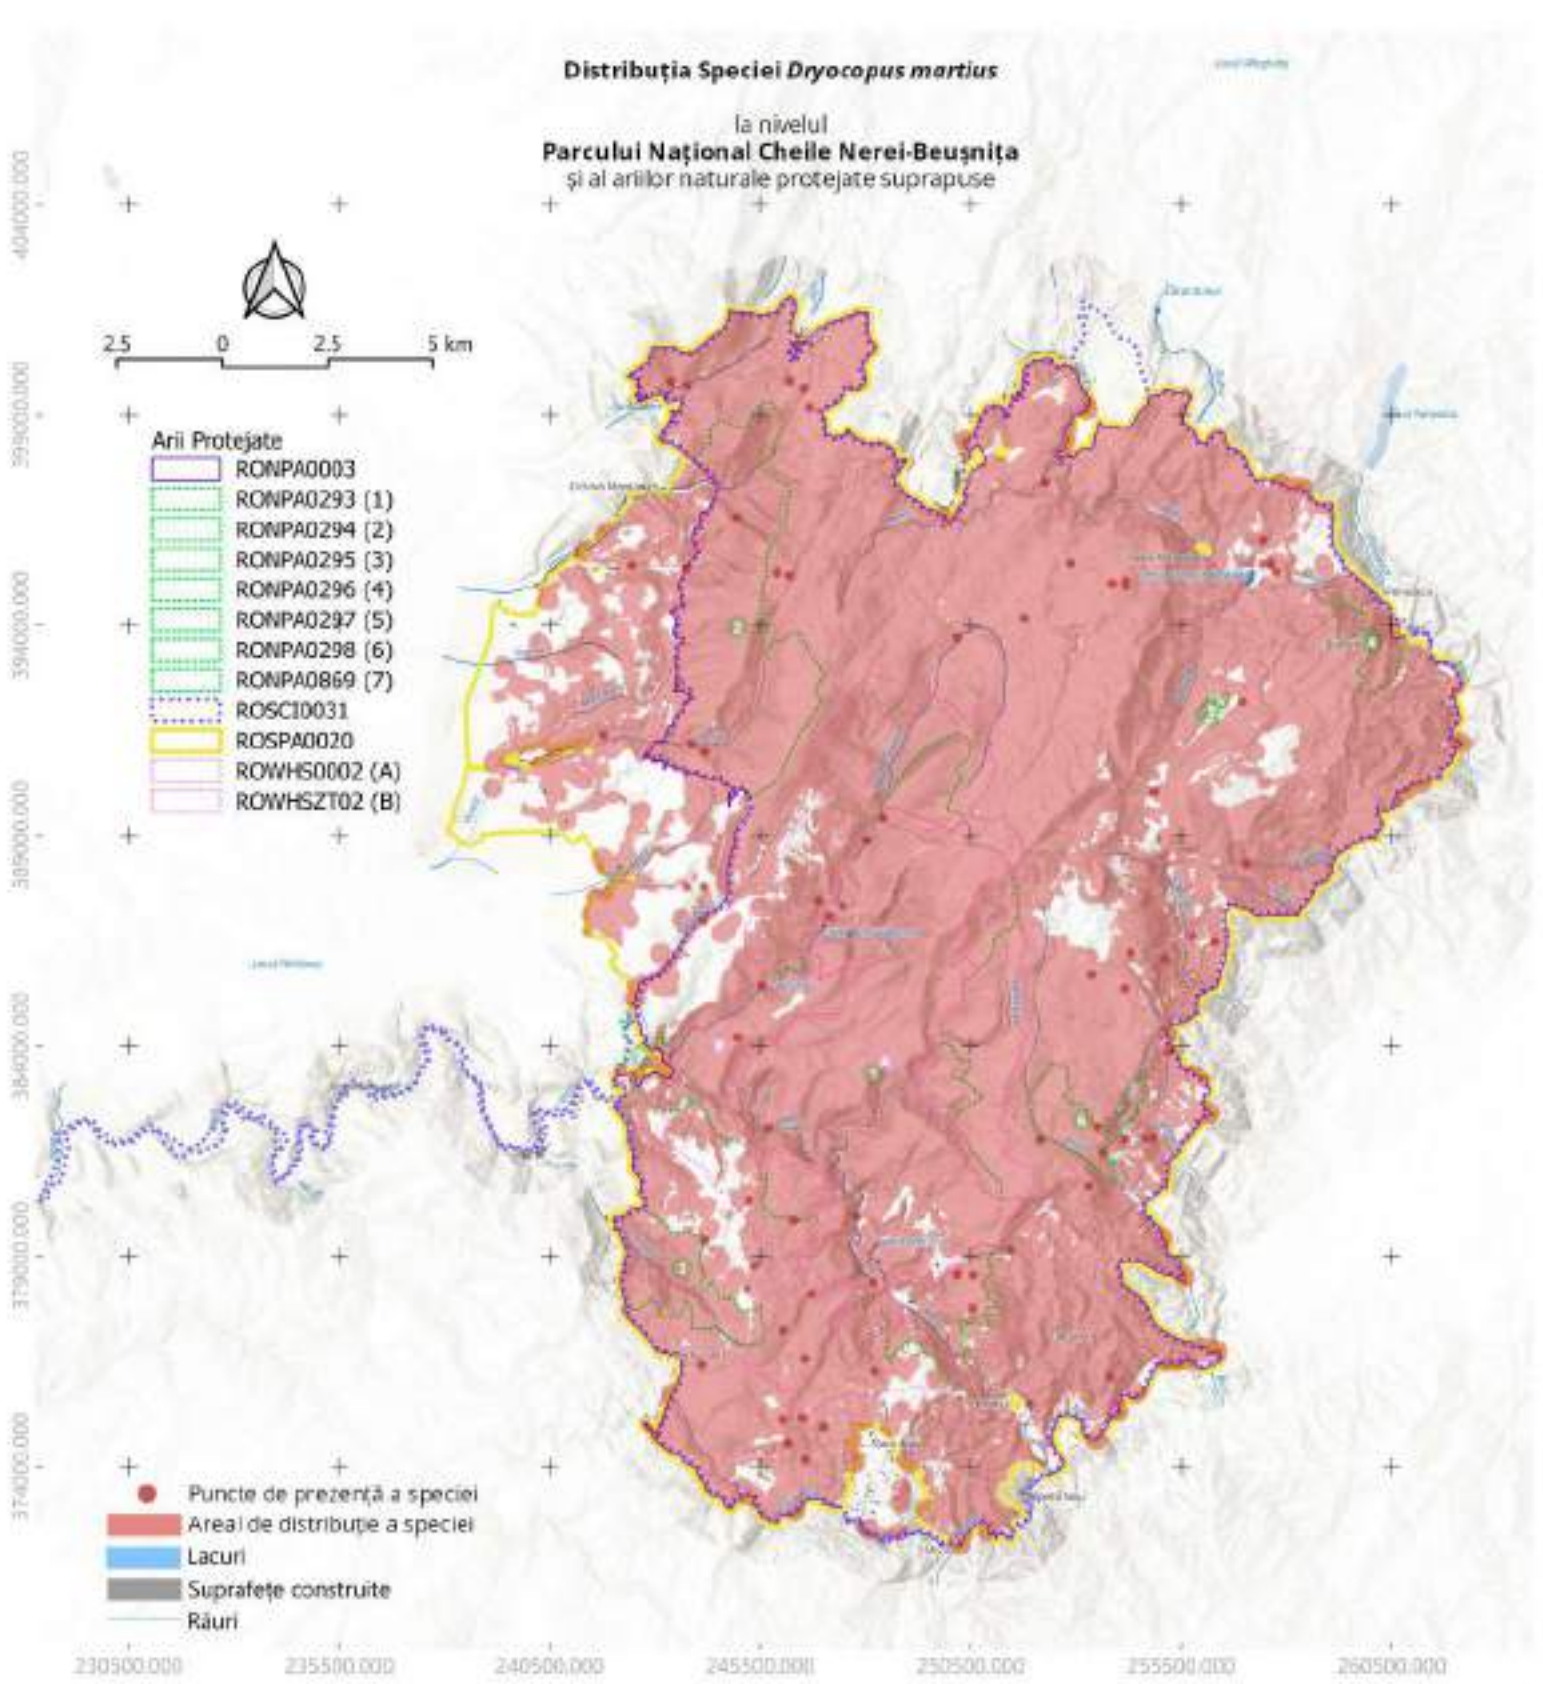 Distribuția Speciei Dryocopus martius
la nivelul
Parcului Național Cheile Nerei-Beușnița
și al ariilor naturale protejate suprapuse
2.5 0 2.5 5 km
Arii Protejate
RONPA0003
RONPA0293 (1)
RONPA0294 (2)
RONPA0295 (3)
RONPA0296 (4)
RONPA0297 (5)
RONPA0298 (6)
RONPA0869 (7)
ROSCI0031
ROSPA0020
ROWHS0002 (A)
ROWHSZT02 (B)
Puncte de prezență a speciei
Areal de distribuție a speciei
Lacuri
Suprafețe construite
Râuri
404000.000
399000.000
394000.000
389000.000
384000.000
379000.000
374000.000
230500.000 235500.000 240500.000 245500.000 250500.000 255500.000 260500.000